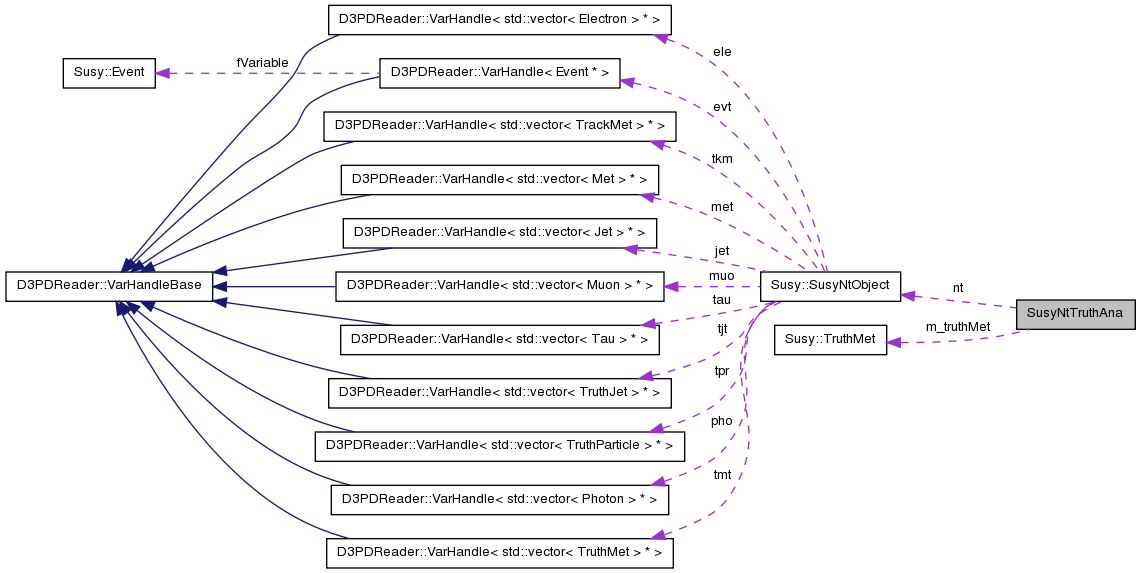 D3PDReader::VarHandle< std::vector< Electron > * >
ele
fVariable
Susy::Event
D3PDReader::VarHandle< Event * >
evt
D3PDReader::VarHandle< std::vector< TrackMet > * >
tkm
D3PDReader::VarHandle< std::vector< Met > * >
met
D3PDReader::VarHandle< std::vector< Jet > * >
jet
D3PDReader::VarHandleBase
D3PDReader::VarHandle< std::vector< Muon > * >
muo
Susy::SusyNtObject
nt
SusyNtTruthAna
tau
m_truthMet
D3PDReader::VarHandle< std::vector< Tau > * >
tjt
Susy::TruthMet
D3PDReader::VarHandle< std::vector< TruthJet > * >
tpr
D3PDReader::VarHandle< std::vector< TruthParticle > * >
pho
D3PDReader::VarHandle< std::vector< Photon > * >
tmt
D3PDReader::VarHandle< std::vector< TruthMet > * >